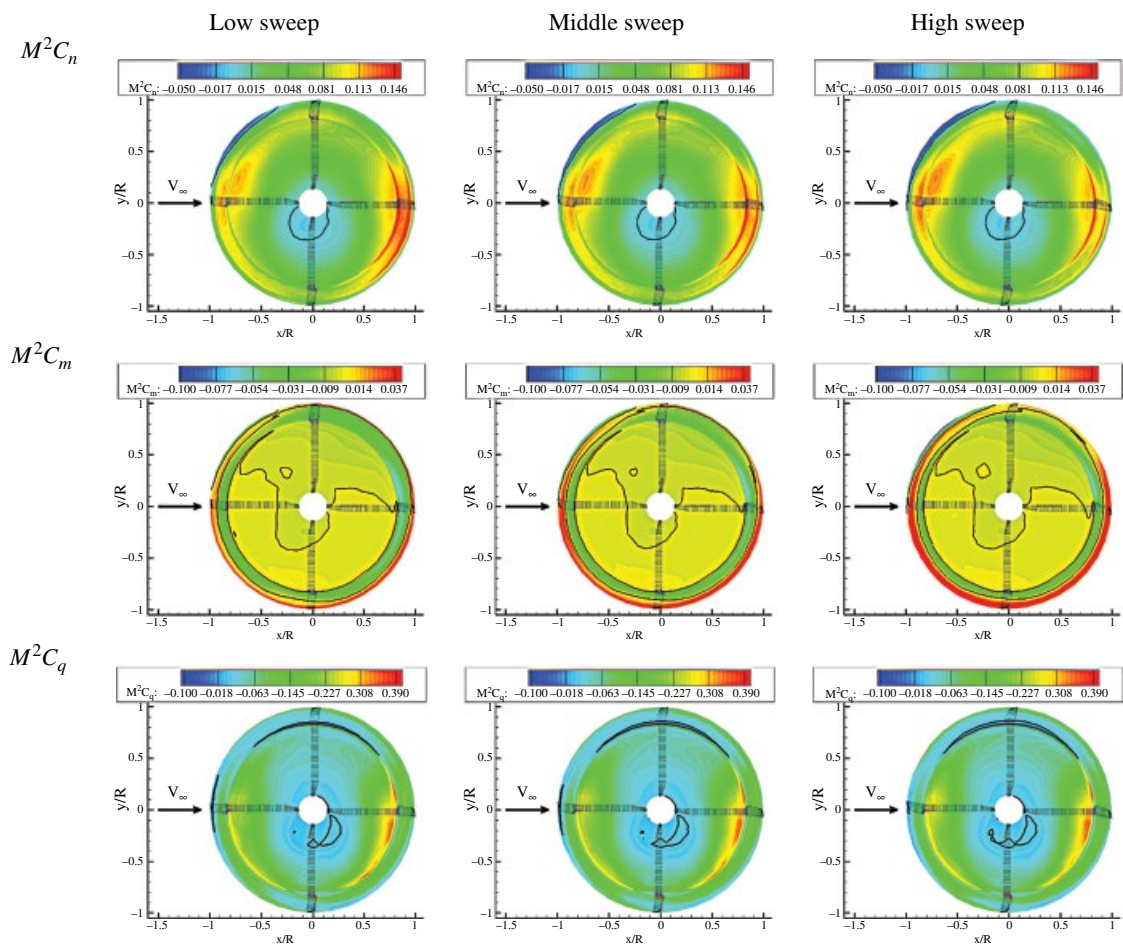 Low sweep Middle sweep High sweep
M²Cₙ
M²Cₙ: −0.050 −0.017 0.015 0.048 0.081 0.113 0.146
M²Cₙ: −0.050 −0.017 0.015 0.048 0.081 0.113 0.146
M²Cₙ: −0.050 −0.017 0.015 0.048 0.081 0.113 0.146
1 0.5 0 −0.5 −1
y/R
V∞
−1.5 −1 −0.5 0 0.5 1
x/R
1 0.5 0 −0.5 −1
y/R
V∞
−1.5 −1 −0.5 0 0.5 1
x/R
1 0.5 0 −0.5 −1
y/R
V∞
−1.5 −1 −0.5 0 0.5 1
x/R
M²Cₘ
M²Cₘ: −0.100 −0.077 −0.054 −0.031 −0.009 0.014 0.037
M²Cₘ: −0.100 −0.077 −0.054 −0.031 −0.009 0.014 0.037
M²Cₘ: −0.100 −0.077 −0.054 −0.031 −0.009 0.014 0.037
1 0.5 0 −0.5 −1
y/R
V∞
−1.5 −1 −0.5 0 0.5 1
x/R
1 0.5 0 −0.5 −1
y/R
V∞
−1.5 −1 −0.5 0 0.5 1
x/R
1 0.5 0 −0.5 −1
y/R
V∞
−1.5 −1 −0.5 0 0.5 1
x/R
M²C_q
M²C_q: −0.100 −0.018 −0.063 −0.145 −0.227 0.308 0.390
M²C_q: −0.100 −0.018 −0.063 −0.145 −0.227 0.308 0.390
M²C_q: −0.100 −0.018 −0.063 −0.145 −0.227 0.308 0.390
1 0.5 0 −0.5 −1
y/R
V∞
−1.5 −1 −0.5 0 0.5 1
x/R
1 0.5 0 −0.5 −1
y/R
V∞
−1.5 −1 −0.5 0 0.5 1
x/R
1 0.5 0 −0.5 −1
y/R
V∞
−1.5 −1 −0.5 0 0.5 1
x/R